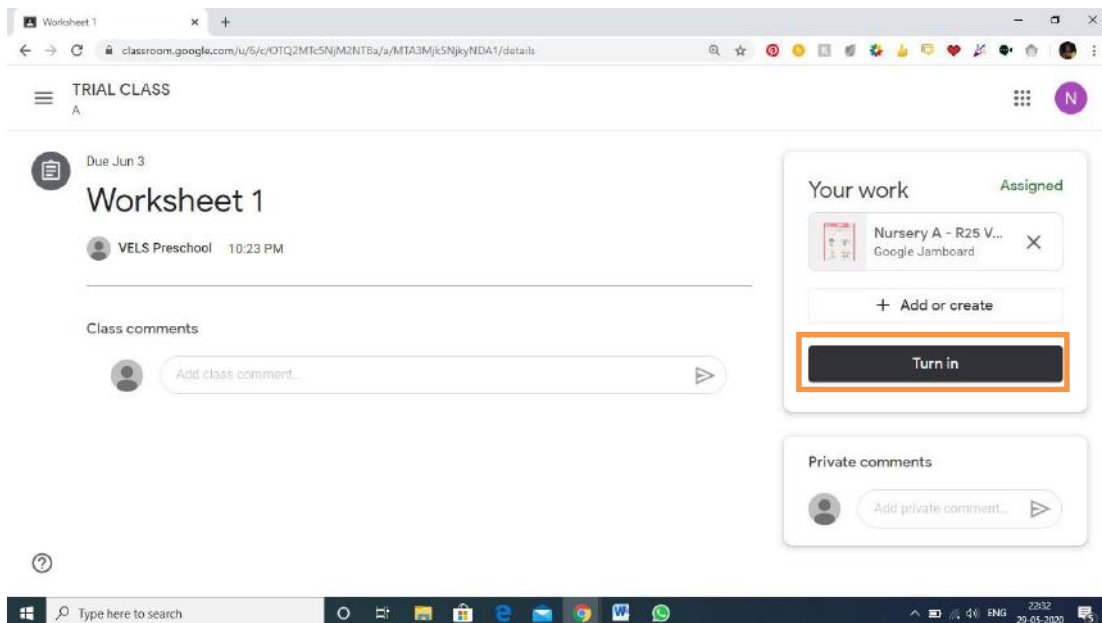 Worksheet 1
classroom.google.com/u/6/c/OTQ2MTc5NjM2NTBa/a/MTA3Mjk5NjkyNDA1/details
TRIAL CLASS
A
N
Due Jun 3
Worksheet 1
VELS Preschool 10:23 PM
Class comments
Add class comment...
Your work Assigned
Nursery A - R25 V...
Google Jamboard
+ Add or create
Turn in
Private comments
Add private comment...
Type here to search
ENG
22:32
29-05-2020